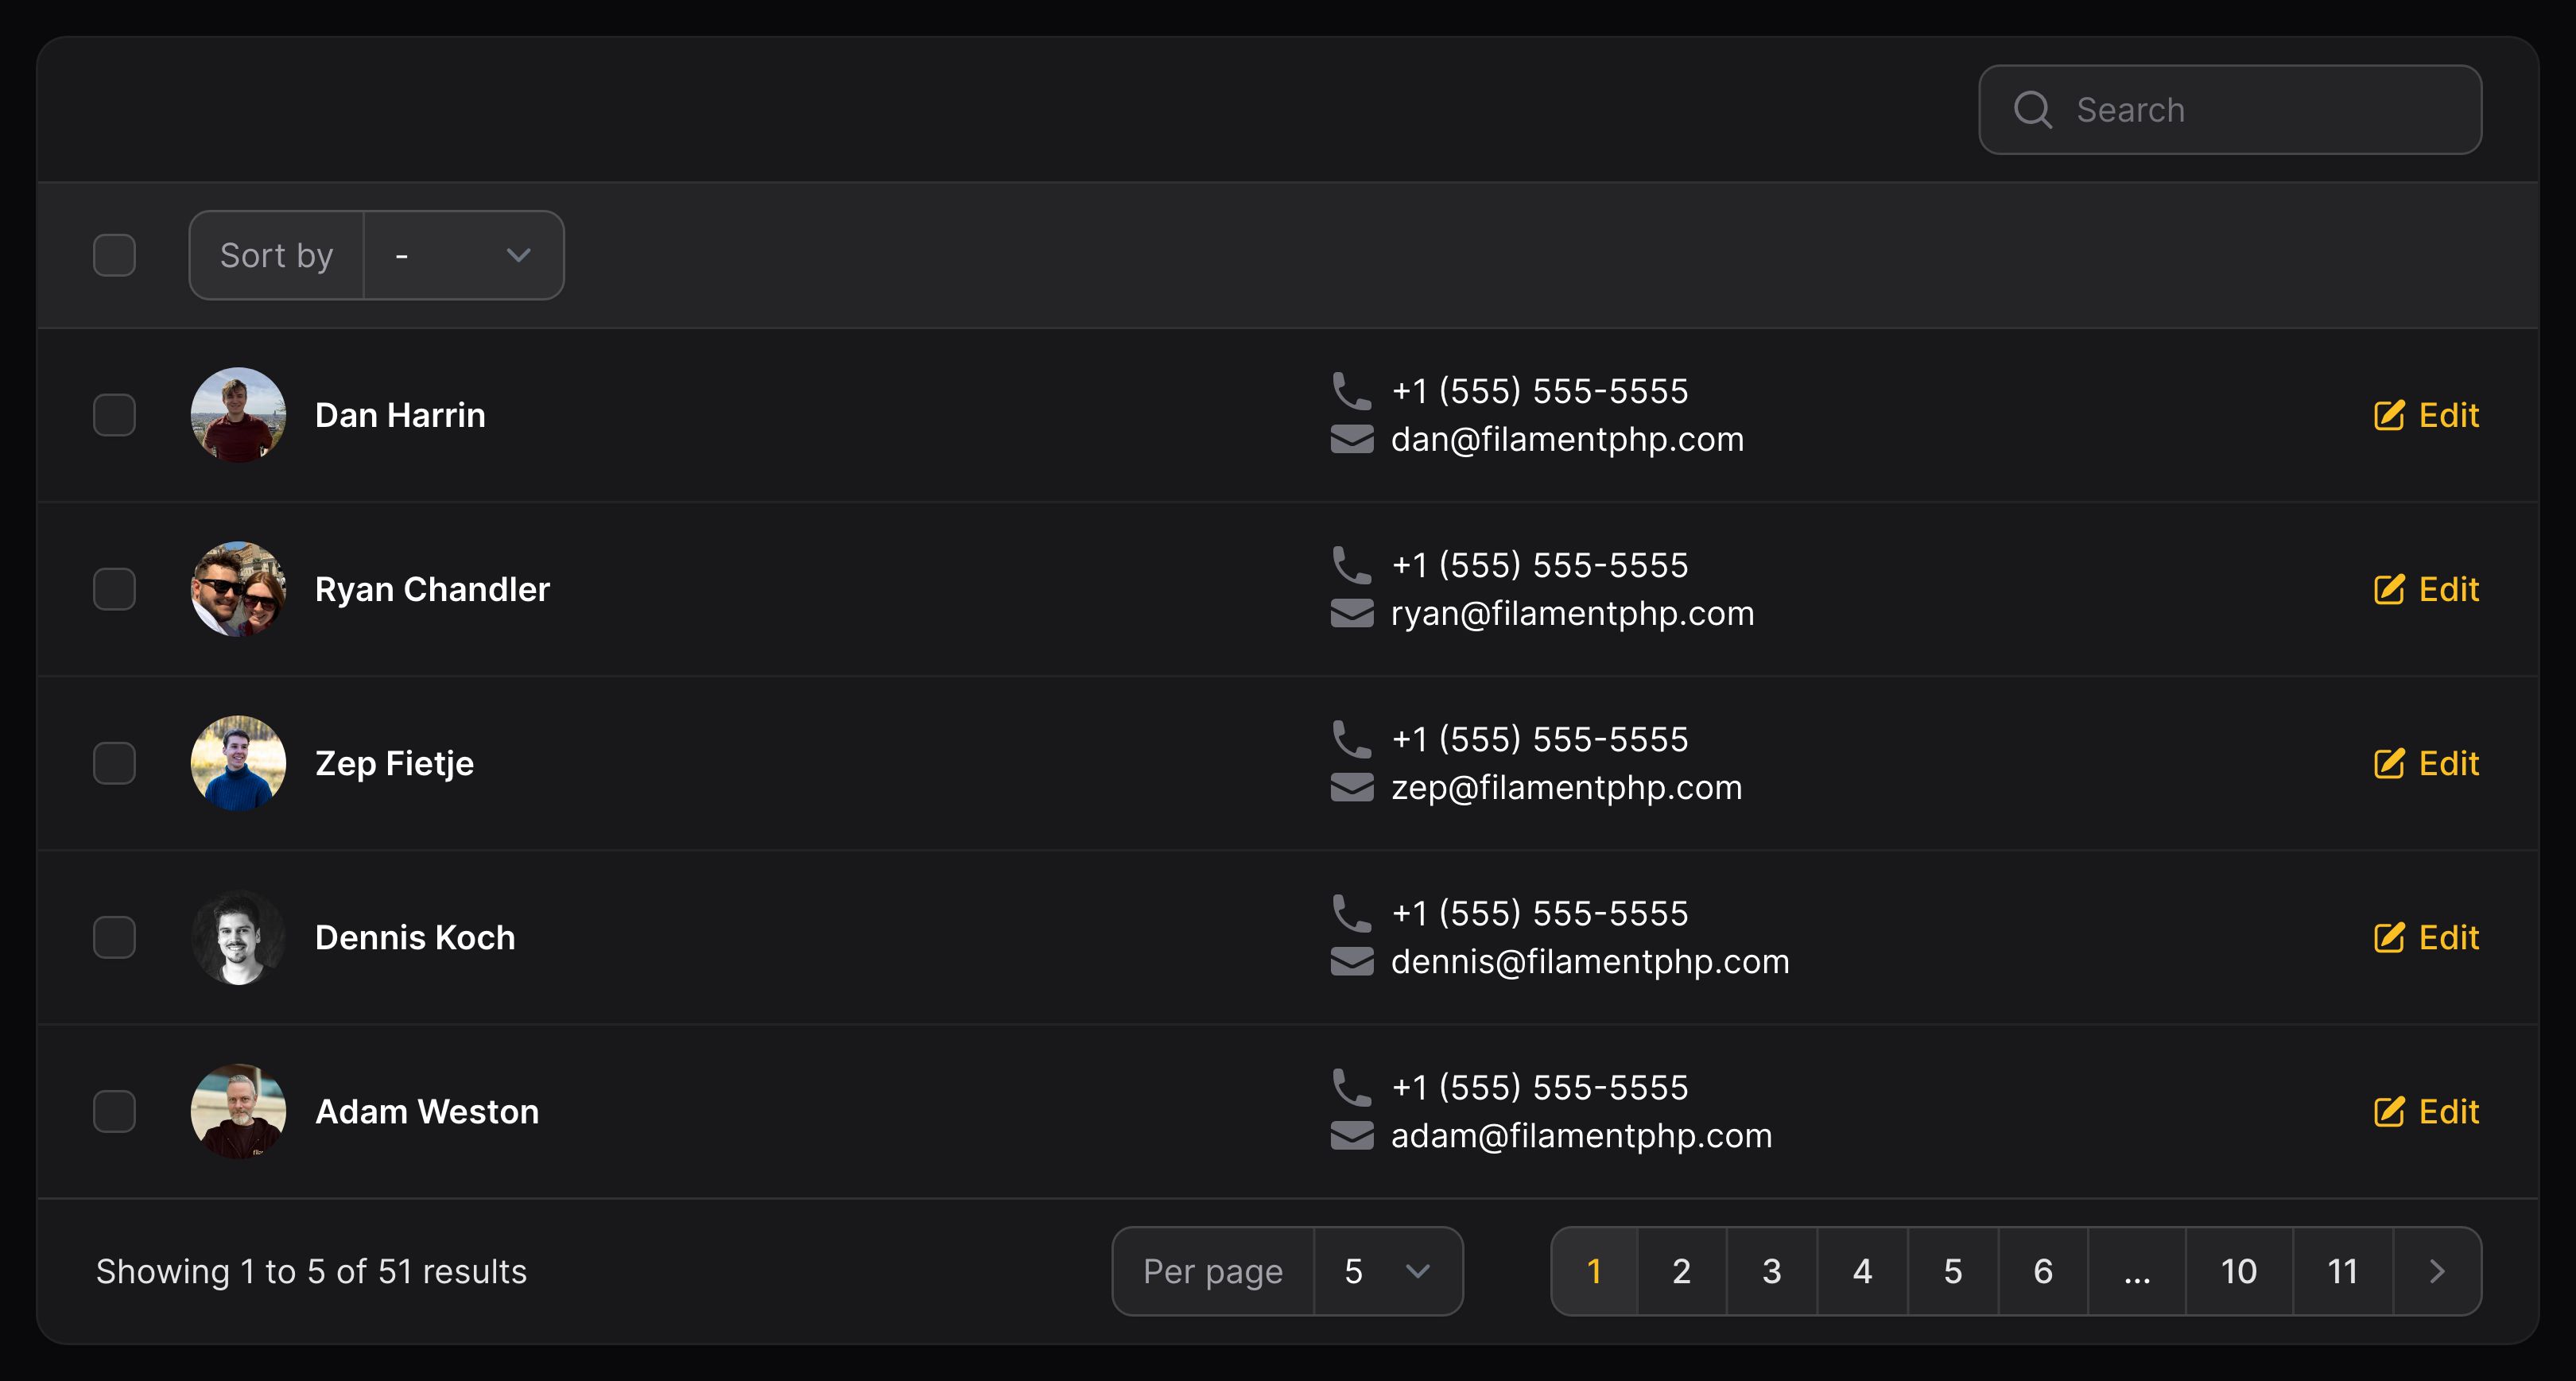 Search
Sort by -
Dan Harrin
+1 (555) 555-5555
dan@filamentphp.com
Edit
Ryan Chandler
+1 (555) 555-5555
ryan@filamentphp.com
Edit
Zep Fietje
+1 (555) 555-5555
zep@filamentphp.com
Edit
Dennis Koch
+1 (555) 555-5555
dennis@filamentphp.com
Edit
Adam Weston
+1 (555) 555-5555
adam@filamentphp.com
Edit
Showing 1 to 5 of 51 results
Per page 5
1 2 3 4 5 6 ... 10 11